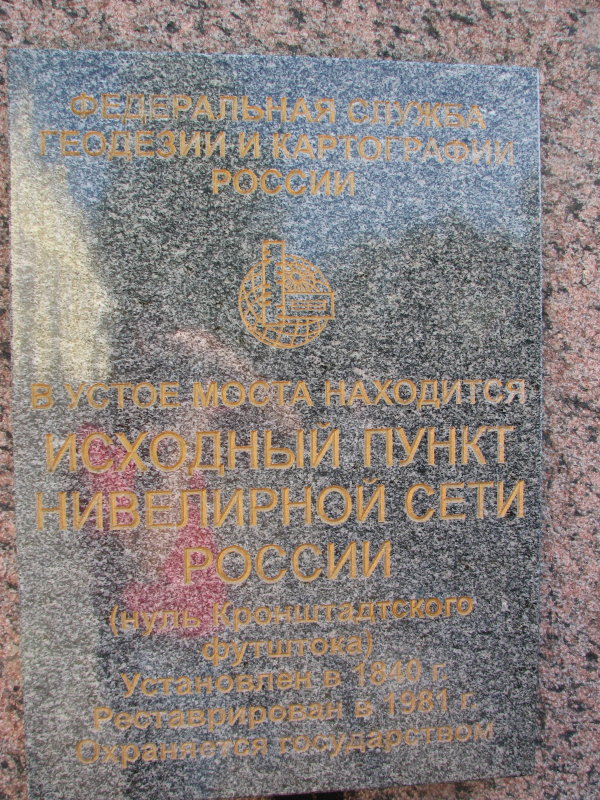 ФЕДЕРАЛЬНАЯ СЛУЖБА
ГЕОДЕЗИИ И КАРТОГРАФИИ
РОССИИ
В УСТОЕ МОСТА НАХОДИТСЯ
ИСХОДНЫЙ ПУНКТ
НИВЕЛИРНОЙ СЕТИ
РОССИИ
(нуль Кронштадтского
футштока)
Установлен в 1840 г.
Реставрирован в 1981 г.
Охраняется государством